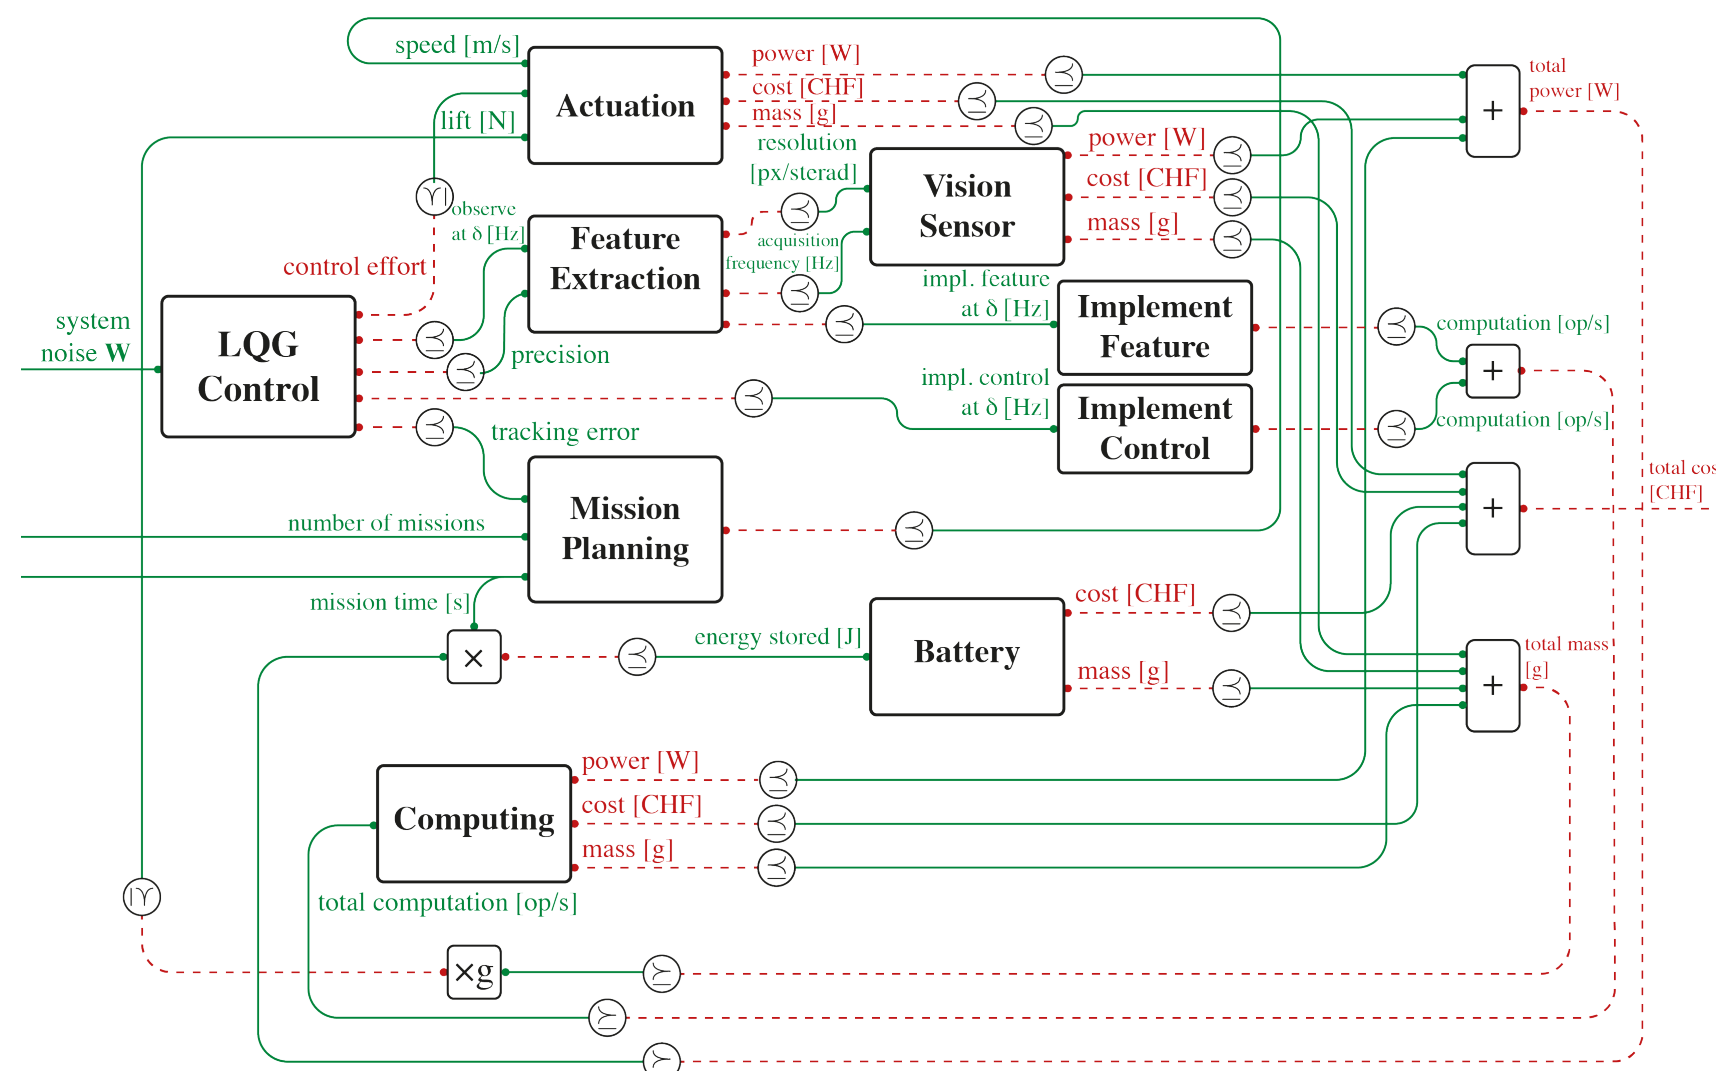 speed [m/s]
lift [N]
Actuation
power [W]
cost [CHF]
mass [g]
total
power [W]
+
resolution
[px/sterad]
Vision
Sensor
power [W]
cost [CHF]
mass [g]
observe
at δ [Hz]
Feature
Extraction
acquisition
frequency [Hz]
control effort
system
noise W
LQG
Control
precision
impl. feature
at δ [Hz]
Implement
Feature
computation [op/s]
+
impl. control
at δ [Hz]
Implement
Control
computation [op/s]
tracking error
total cos
[CHF]
+
number of missions
Mission
Planning
mission time [s]
×
energy stored [J]
Battery
cost [CHF]
mass [g]
total mass
[g]
+
Computing
power [W]
cost [CHF]
mass [g]
total computation [op/s]
×g